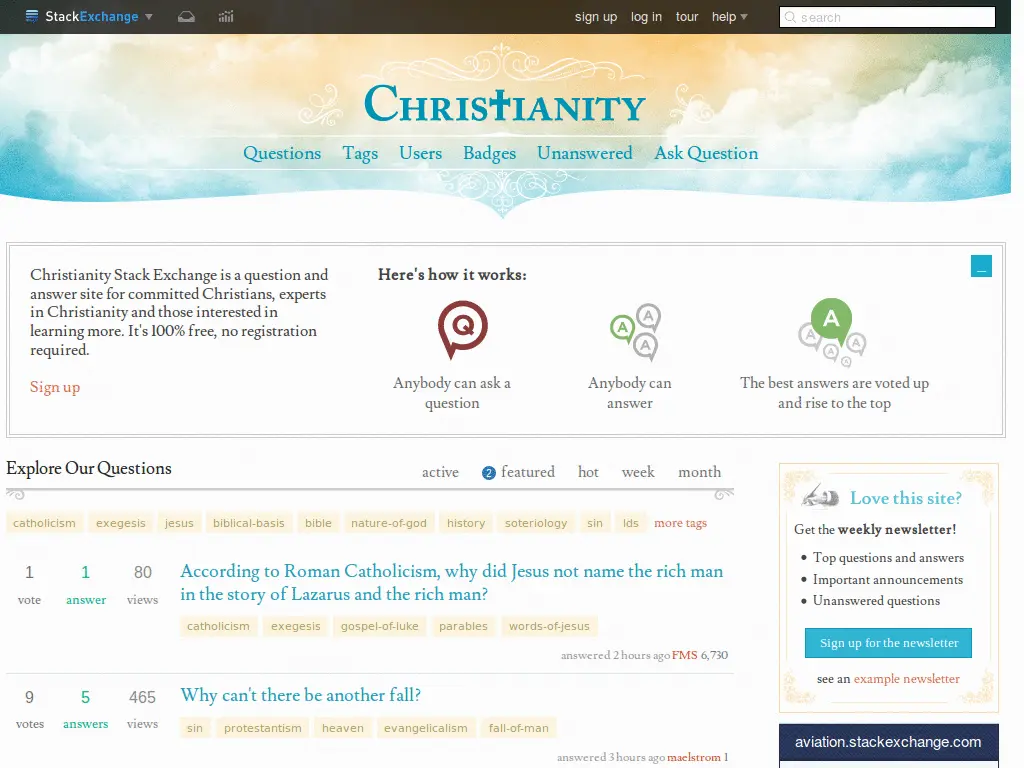 StackExchange
sign up log in tour help
search
Christianity
Questions Tags Users Badges Unanswered Ask Question
Christianity Stack Exchange is a question and
answer site for committed Christians, experts
in Christianity and those interested in
learning more. It's 100% free, no registration
required.
Sign up
Here's how it works:
Q
A
A
A
A
A
A
A
A
Anybody can ask a
question
Anybody can
answer
The best answers are voted up
and rise to the top
_
Explore Our Questions
active 2 featured hot week month
catholicism exegesis jesus biblical-basis bible nature-of-god history soteriology sin lds more tags
1 1 80
vote answer views
According to Roman Catholicism, why did Jesus not name the rich man
in the story of Lazarus and the rich man?
catholicism exegesis gospel-of-luke parables words-of-jesus
answered 2 hours ago FMS 6,730
9 5 465
votes answers views
Why can't there be another fall?
sin protestantism heaven evangelicalism fall-of-man
answered 3 hours ago maelstrom 1
Love this site?
Get the weekly newsletter!
Top questions and answers
Important announcements
Unanswered questions
Sign up for the newsletter
see an example newsletter
aviation.stackexchange.com